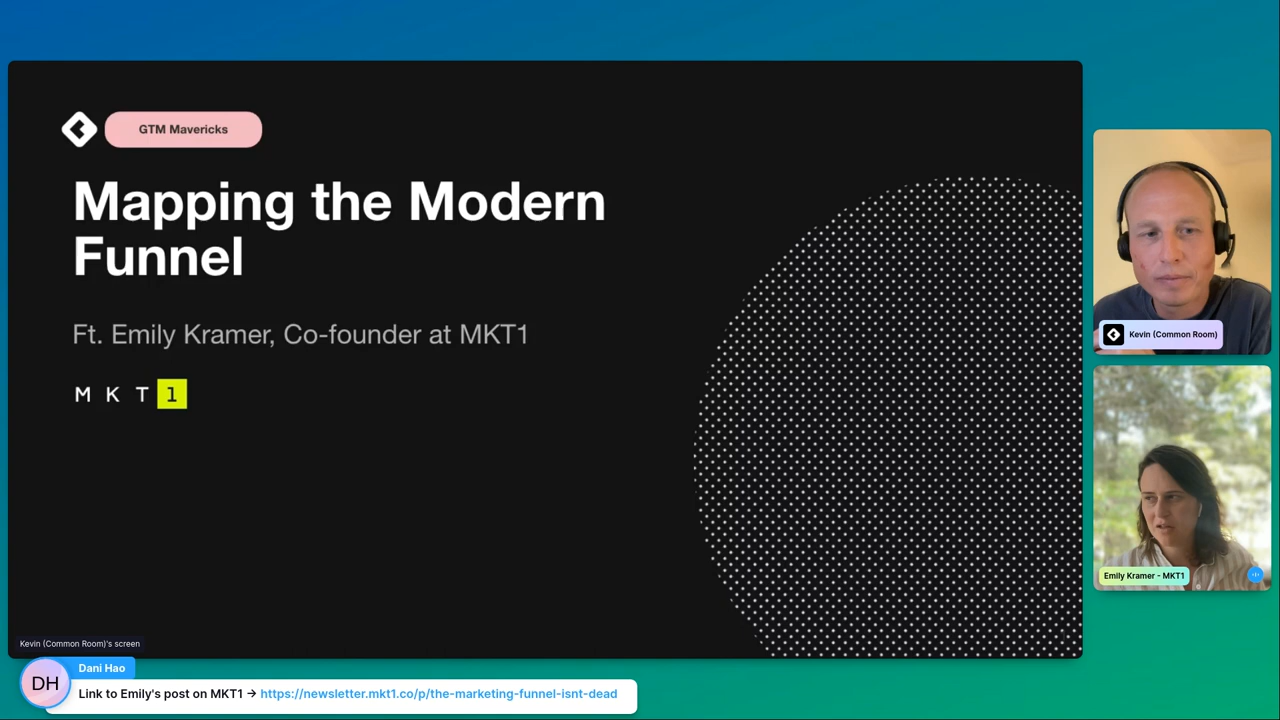 GTM Mavericks
Mapping the Modern
Funnel
Ft. Emily Kramer, Co-founder at MKT1
M K T 1
Kevin (Common Room)
Emily Kramer - MKT1
Kevin (Common Room)'s screen
DH
Dani Hao
Link to Emily's post on MKT1 → https://newsletter.mkt1.co/p/the-marketing-funnel-isnt-dead